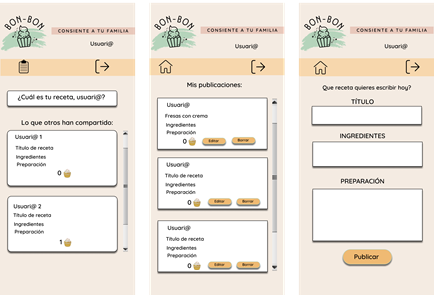 BON-BON
CONSIENTE A TU FAMILIA
Usuari@
¿Cuál es tu receta, usuari@?
Lo que otros han compartido:
Usuari@ 1
Titulo de receta
Ingredientes
Preparación
0
Usuari@ 2
Titulo de receta
Ingredientes
Preparación
1
BON-BON
CONSIENTE A TU FAMILIA
Usuari@
Mis publicaciones:
Usuari@
Fresas con crema
Ingredientes
Preparación
0 Editar Borrar
Usuari@
Titulo de receta
Ingredientes
Preparación
0 Editar Borrar
Usuari@
Titulo de receta
Ingredientes
Preparación
0 Editar Borrar
BON-BON
CONSIENTE A TU FAMILIA
Usuari@
Que receta quieres escribir hoy?
TÍTULO
INGREDIENTES
PREPARACIÓN
Publicar